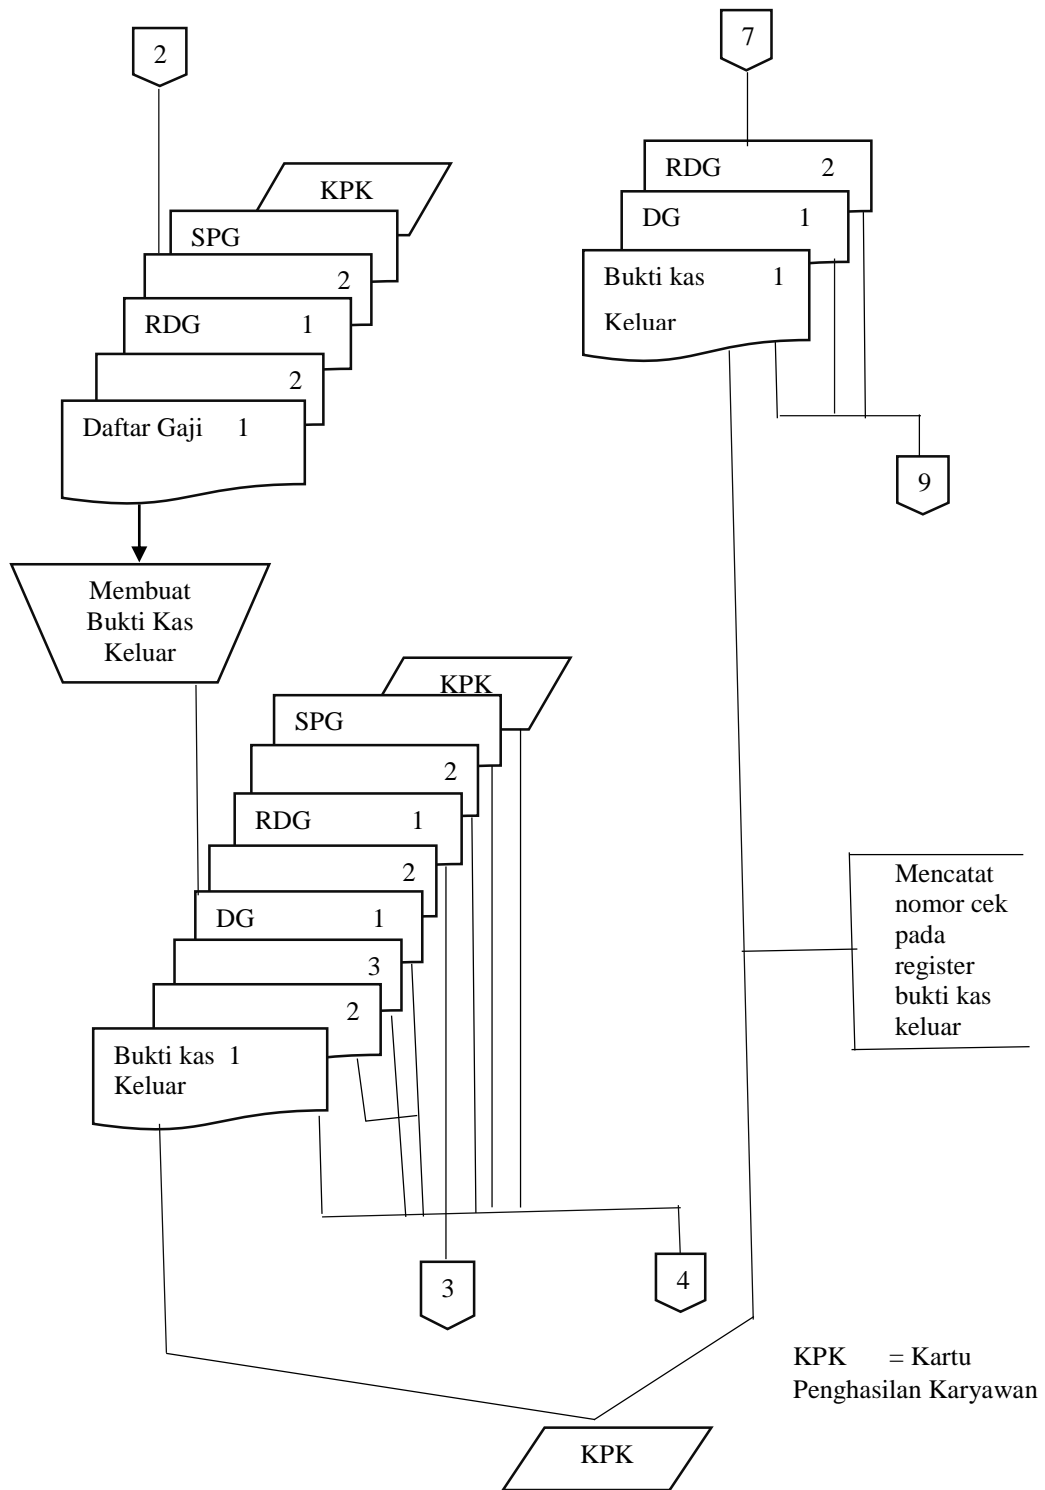 2
KPK
SPG
2
RDG 1
2
Daftar Gaji 1
Membuat
Bukti Kas
Keluar
KPK
SPG
2
RDG 1
2
DG 1
3
2
Bukti kas 1
Keluar
3
4
7
RDG 2
DG 1
Bukti kas 1
Keluar
9
Mencatat
nomor cek
pada
register
bukti kas
keluar
KPK = Kartu
Penghasilan Karyawan
KPK